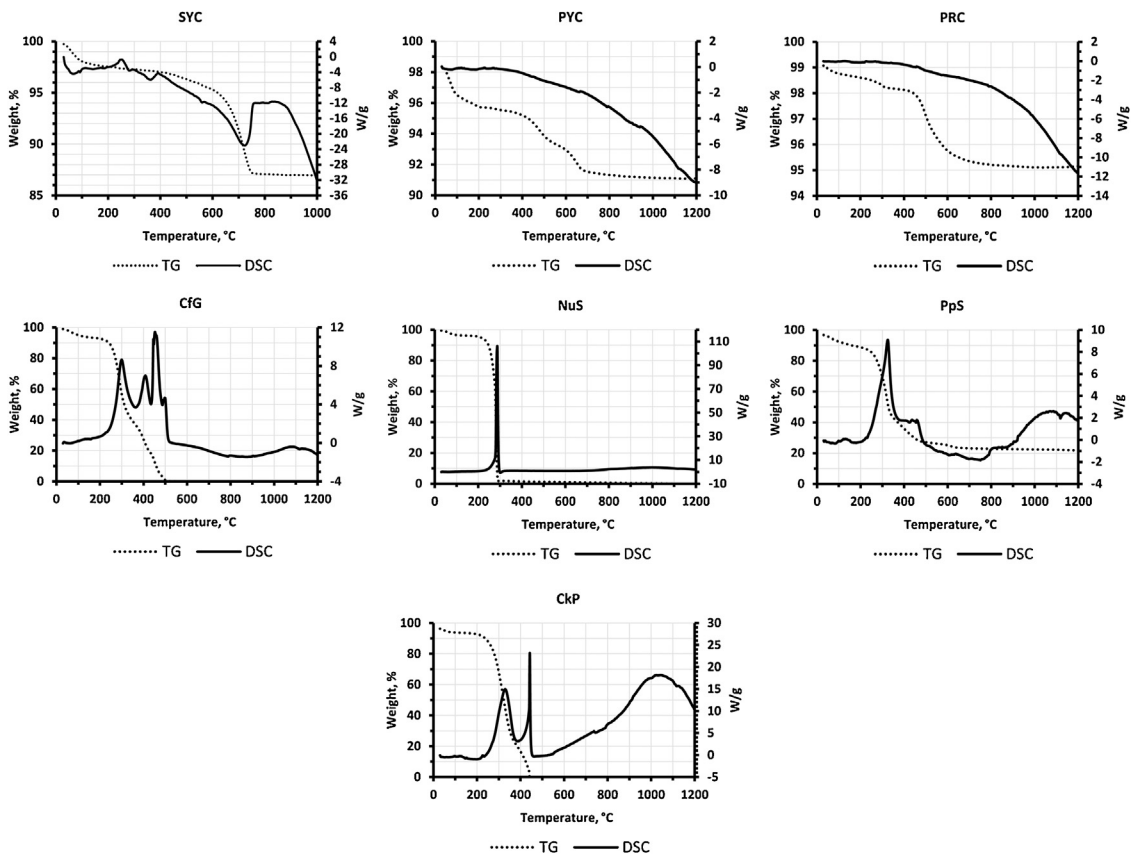 SYC
100
95
90
85
Weight, %
4
0
-4
-8
-12
-16
-20
-24
-28
-32
-36
W/g
0 200 400 600 800 1000
Temperature, °C
TG DSC
PYC
100
98
96
94
92
90
Weight, %
2
0
-2
-4
-6
-8
-10
W/g
0 200 400 600 800 1000 1200
Temperature, °C
TG DSC
PRC
100
99
98
96
95
94
Weight, %
2
0
-2
-4
-6
-8
-10
-11
-14
W/g
0 200 400 600 800 1000 1200
Temperature, °C
TG DSC
CfG
100
80
60
40
20
0
Weight, %
12
8
4
0
-4
W/g
0 200 400 600 800 1000 1200
Temperature, °C
TG DSC
NuS
100
80
60
40
20
0
Weight, %
110
90
70
50
30
10
-10
W/g
0 200 400 600 800 1000 1200
Temperature, °C
TG DSC
PpS
100
80
60
40
20
0
Weight, %
10
8
6
4
2
0
-2
-4
W/g
0 200 400 600 800 1000 1200
Temperature, °C
TG DSC
CkP
100
80
60
40
20
0
Weight, %
30
25
20
15
10
5
0
-5
W/g
0 200 400 600 800 1000 1200
Temperature, °C
TG DSC